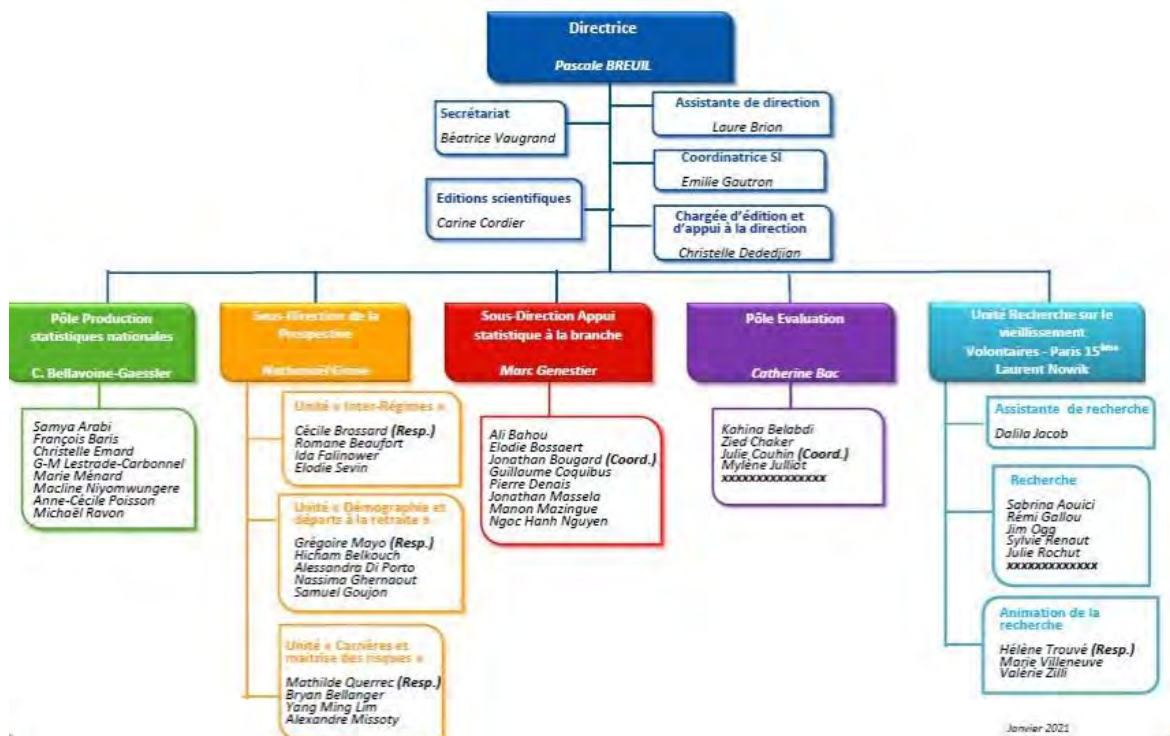 Directrice
Pascale BREUIL
Secrétariat
Béatrice Vaugrand
Assistante de direction
Laure Brion
Coordinatrice SI
Emilie Gautron
Editions scientifiques
Carine Cordier
Chargée d'édition et
d'appui à la direction
Christelle Dededjian
Pôle Production
statistiques nationales
C. Bellavoine-Gaessler
Samya Arabi
François Baris
Christelle Emard
G-M Lestrade-Carbonnel
Marie Ménard
Macline Niyomwungere
Anne-Cécile Poisson
Michaël Ravon
Sous-Direction de la
Prospective
Unité « Inter-Régimes »
Cécile Brossard (Resp.)
Romane Beaufort
Ida Falinower
Elodie Sevin
Unité « Démographie et
départs à la retraite »
Grégoire Mayo (Resp.)
Hicham Belkouch
Alessandra Di Porto
Nassima Ghernaout
Samuel Goujon
Unité « Carrières et
maitrise des risques »
Mathilde Querrec (Resp.)
Bryan Bellanger
Yang Ming Lim
Alexandre Missoty
Sous-Direction Appui
statistique à la branche
Marc Genestier
Ali Bahou
Elodie Bossaert
Jonathan Bougard (Coord.)
Guillaume Coquibus
Pierre Denais
Jonathan Massela
Manon Mazingue
Ngoc Hanh Nguyen
Pôle Evaluation
Catherine Bac
Kahina Belabdi
Zied Chaker
Julie Couhin (Coord.)
Mylène Julliot
xxxxxxxxxxxxxxx
Unité Recherche sur le
vieillissement
Volontaires - Paris 15ème
Laurent Nowik
Assistante de recherche
Dalila Jacob
Recherche
Sabrina Aouici
Rémi Gallou
Jim Ogg
Sylvie Renaut
Julie Rochut
xxxxxxxxxxxxx
Animation de la
recherche
Hélène Trouvé (Resp.)
Marie Villeneuve
Valérie Zilli
Janvier 2021